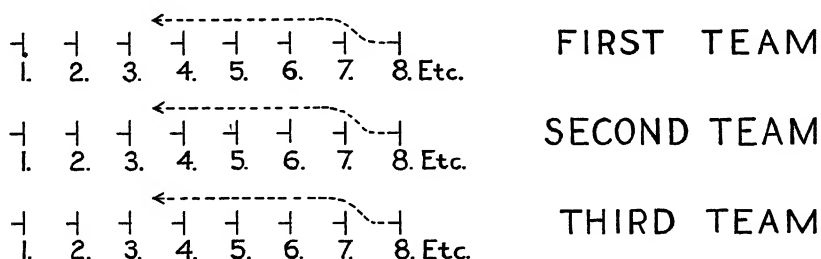 1. 2. 3. 4. 5. 6. 7. 8. Etc. FIRST TEAM
1. 2. 3. 4. 5. 6. 7. 8. Etc. SECOND TEAM
1. 2. 3. 4. 5. 6. 7. 8. Etc. THIRD TEAM